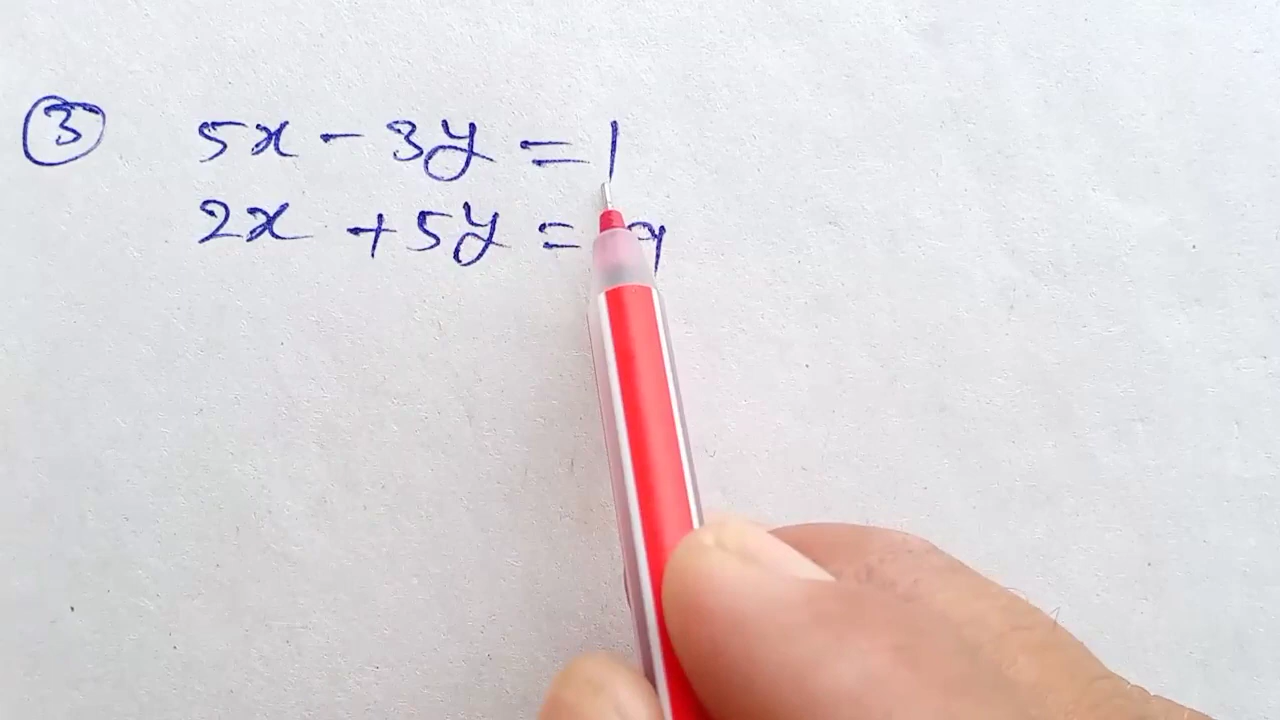 ③ 5x - 3y = 1
2x + 5y =